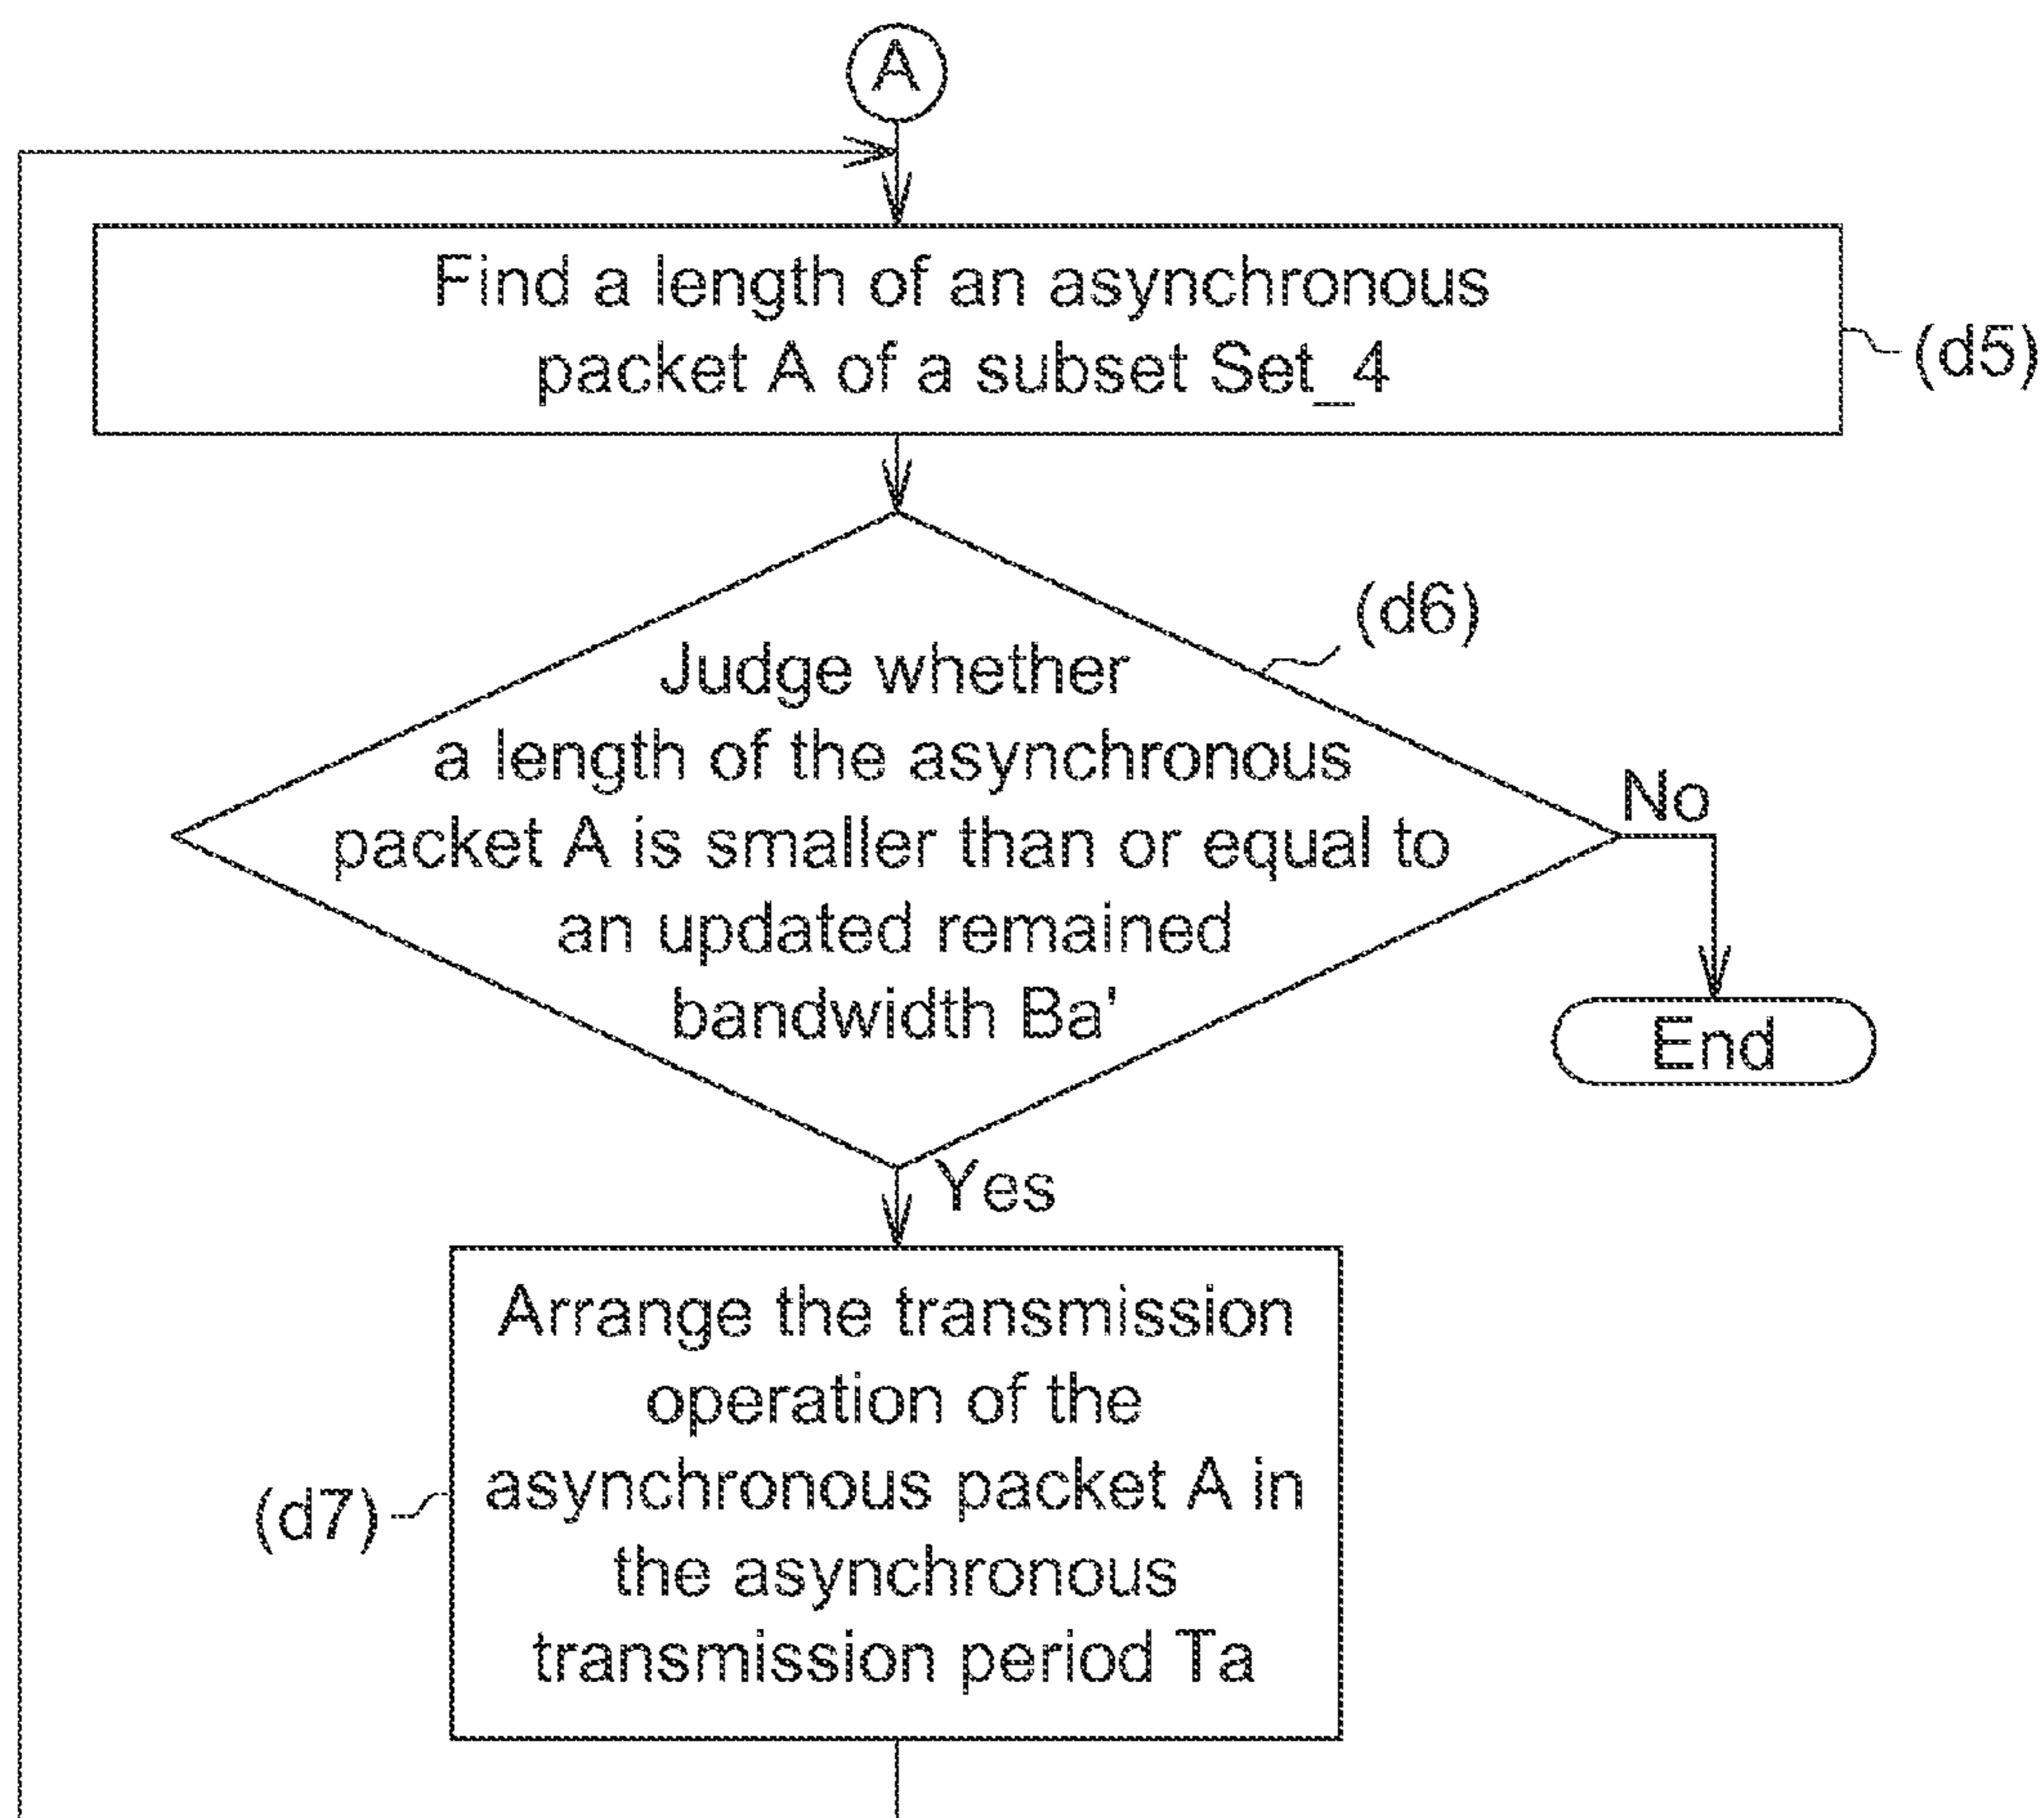 A
Find a length of an asynchronous
packet A of a subset Set_4
(d5)
(d6)
Judge whether
a length of the asynchronous
packet A is smaller than or equal to
an updated remained
bandwidth Ba'
No
End
Yes
Arrange the transmission
operation of the
asynchronous packet A in
the asynchronous
transmission period Ta
(d7)